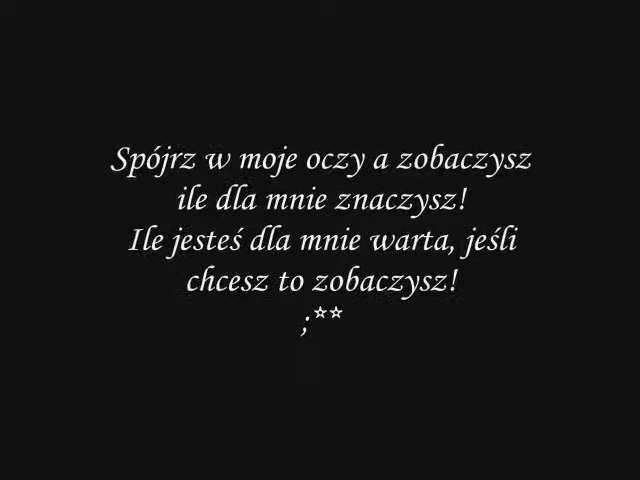 Spójrz w moje oczy a zobaczysz
ile dla mnie znaczysz!
Ile jesteś dla mnie warta, jeśli
chcesz to zobaczysz!
;**